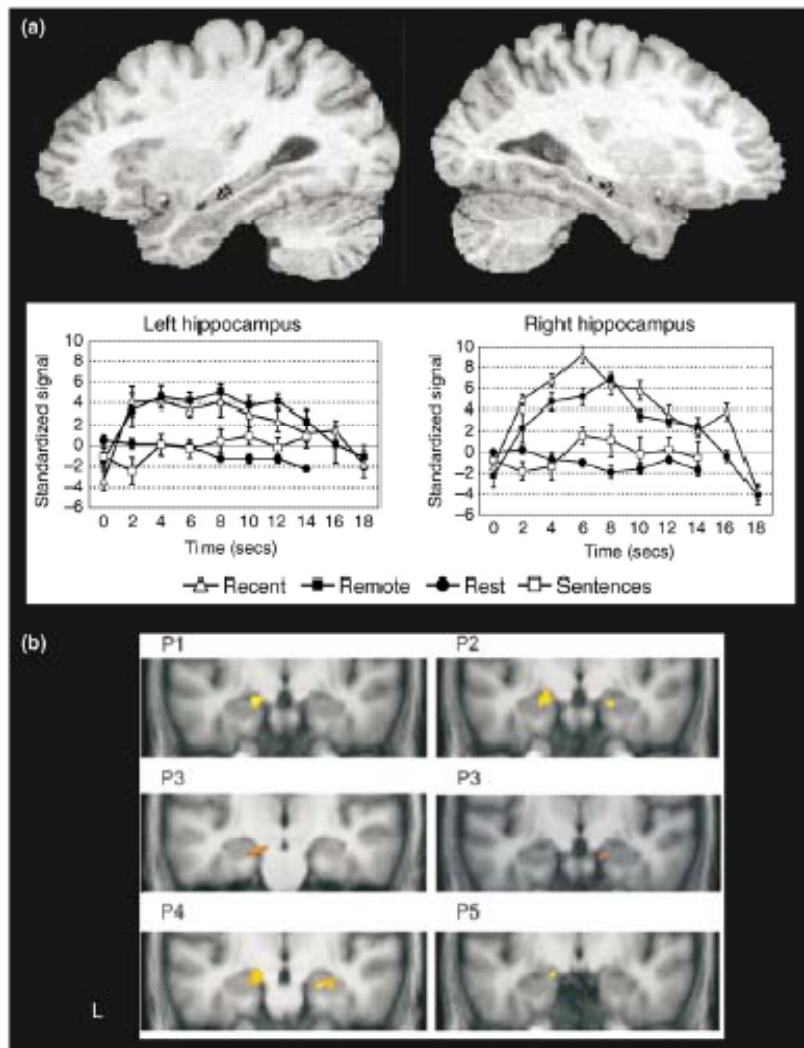 (a)
Left hippocampus
Standardized signal
10
8
6
4
2
0
−2
−4
−6
0 2 4 6 8 10 12 14 16 18
Time (secs)
Right hippocampus
Standardized signal
10
8
6
4
2
0
−2
−4
−6
0 2 4 6 8 10 12 14 16 18
Time (secs)
Recent Remote Rest Sentences
(b)
P1 P2
P3 P3
P4 P5
L